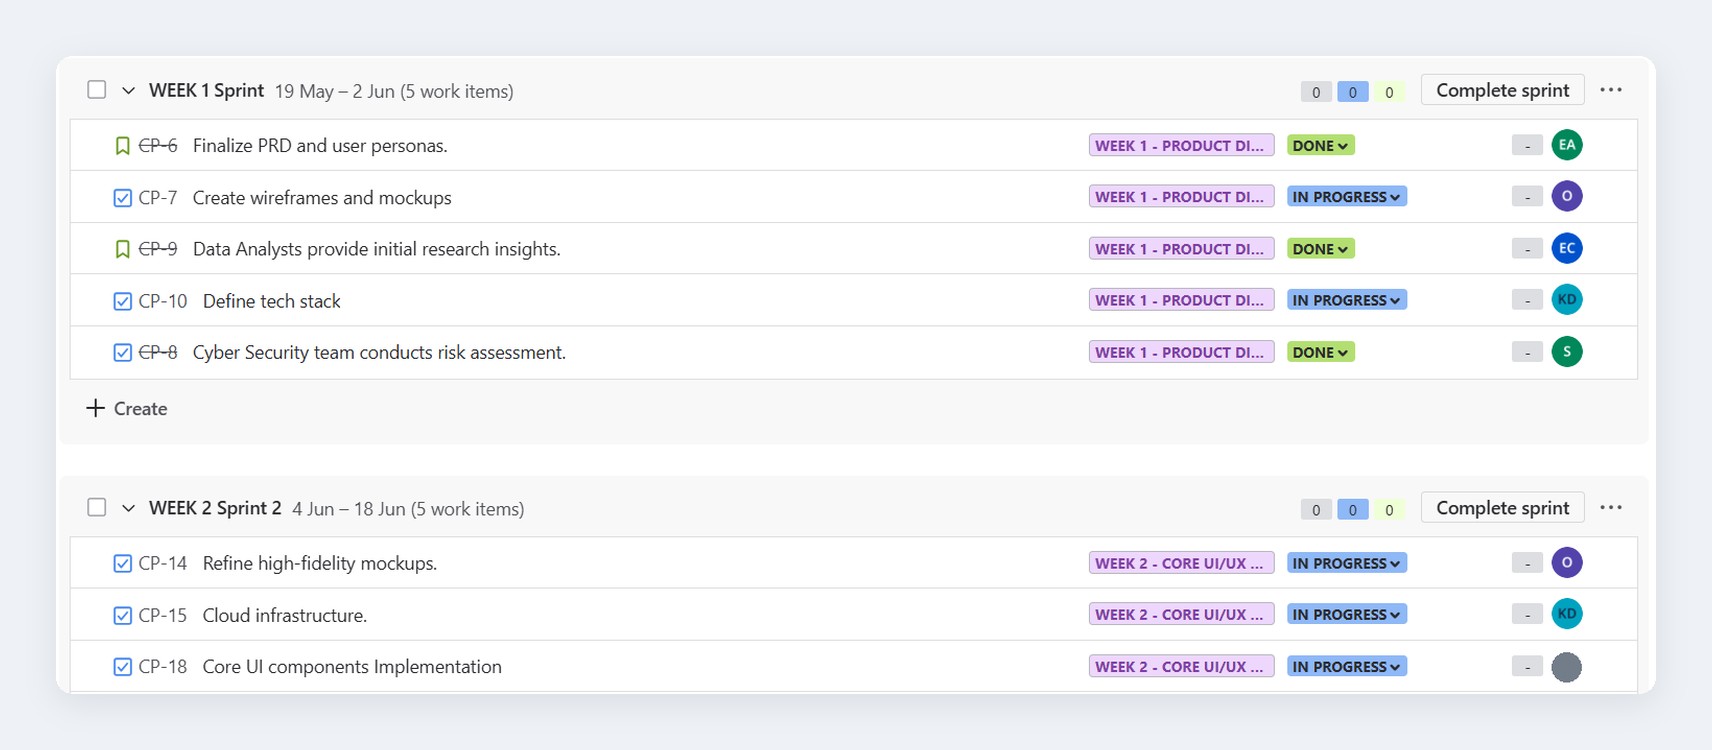 WEEK 1 Sprint 19 May – 2 Jun (5 work items) 0 0 0 Complete sprint
CP-6 Finalize PRD and user personas. WEEK 1 - PRODUCT DI... DONE - EA
CP-7 Create wireframes and mockups WEEK 1 - PRODUCT DI... IN PROGRESS - O
CP-9 Data Analysts provide initial research insights. WEEK 1 - PRODUCT DI... DONE - EC
CP-10 Define tech stack WEEK 1 - PRODUCT DI... IN PROGRESS - KD
CP-8 Cyber Security team conducts risk assessment. WEEK 1 - PRODUCT DI... DONE - S
Create
WEEK 2 Sprint 2 4 Jun – 18 Jun (5 work items) 0 0 0 Complete sprint
CP-14 Refine high-fidelity mockups. WEEK 2 - CORE UI/UX ... IN PROGRESS - O
CP-15 Cloud infrastructure. WEEK 2 - CORE UI/UX ... IN PROGRESS - KD
CP-18 Core UI components Implementation WEEK 2 - CORE UI/UX ... IN PROGRESS -